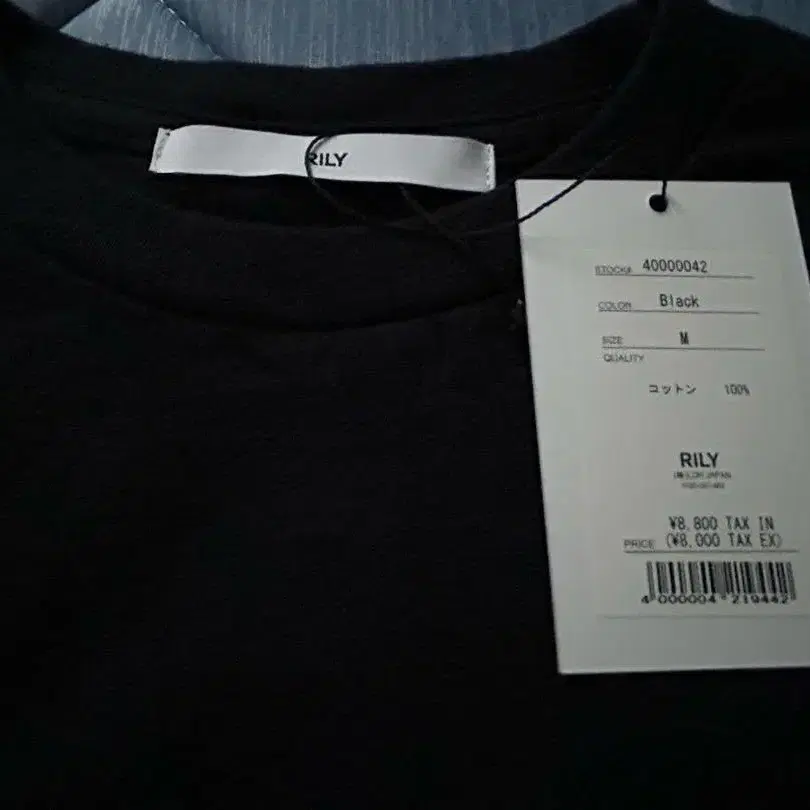 RILY
STOCK# 40000042
COLOR Black
SIZE M
QUALITY
コットン 100%
RILY
¥8,800 TAX IN
PRICE (¥8,000 TAX EX)
4 000004 219442